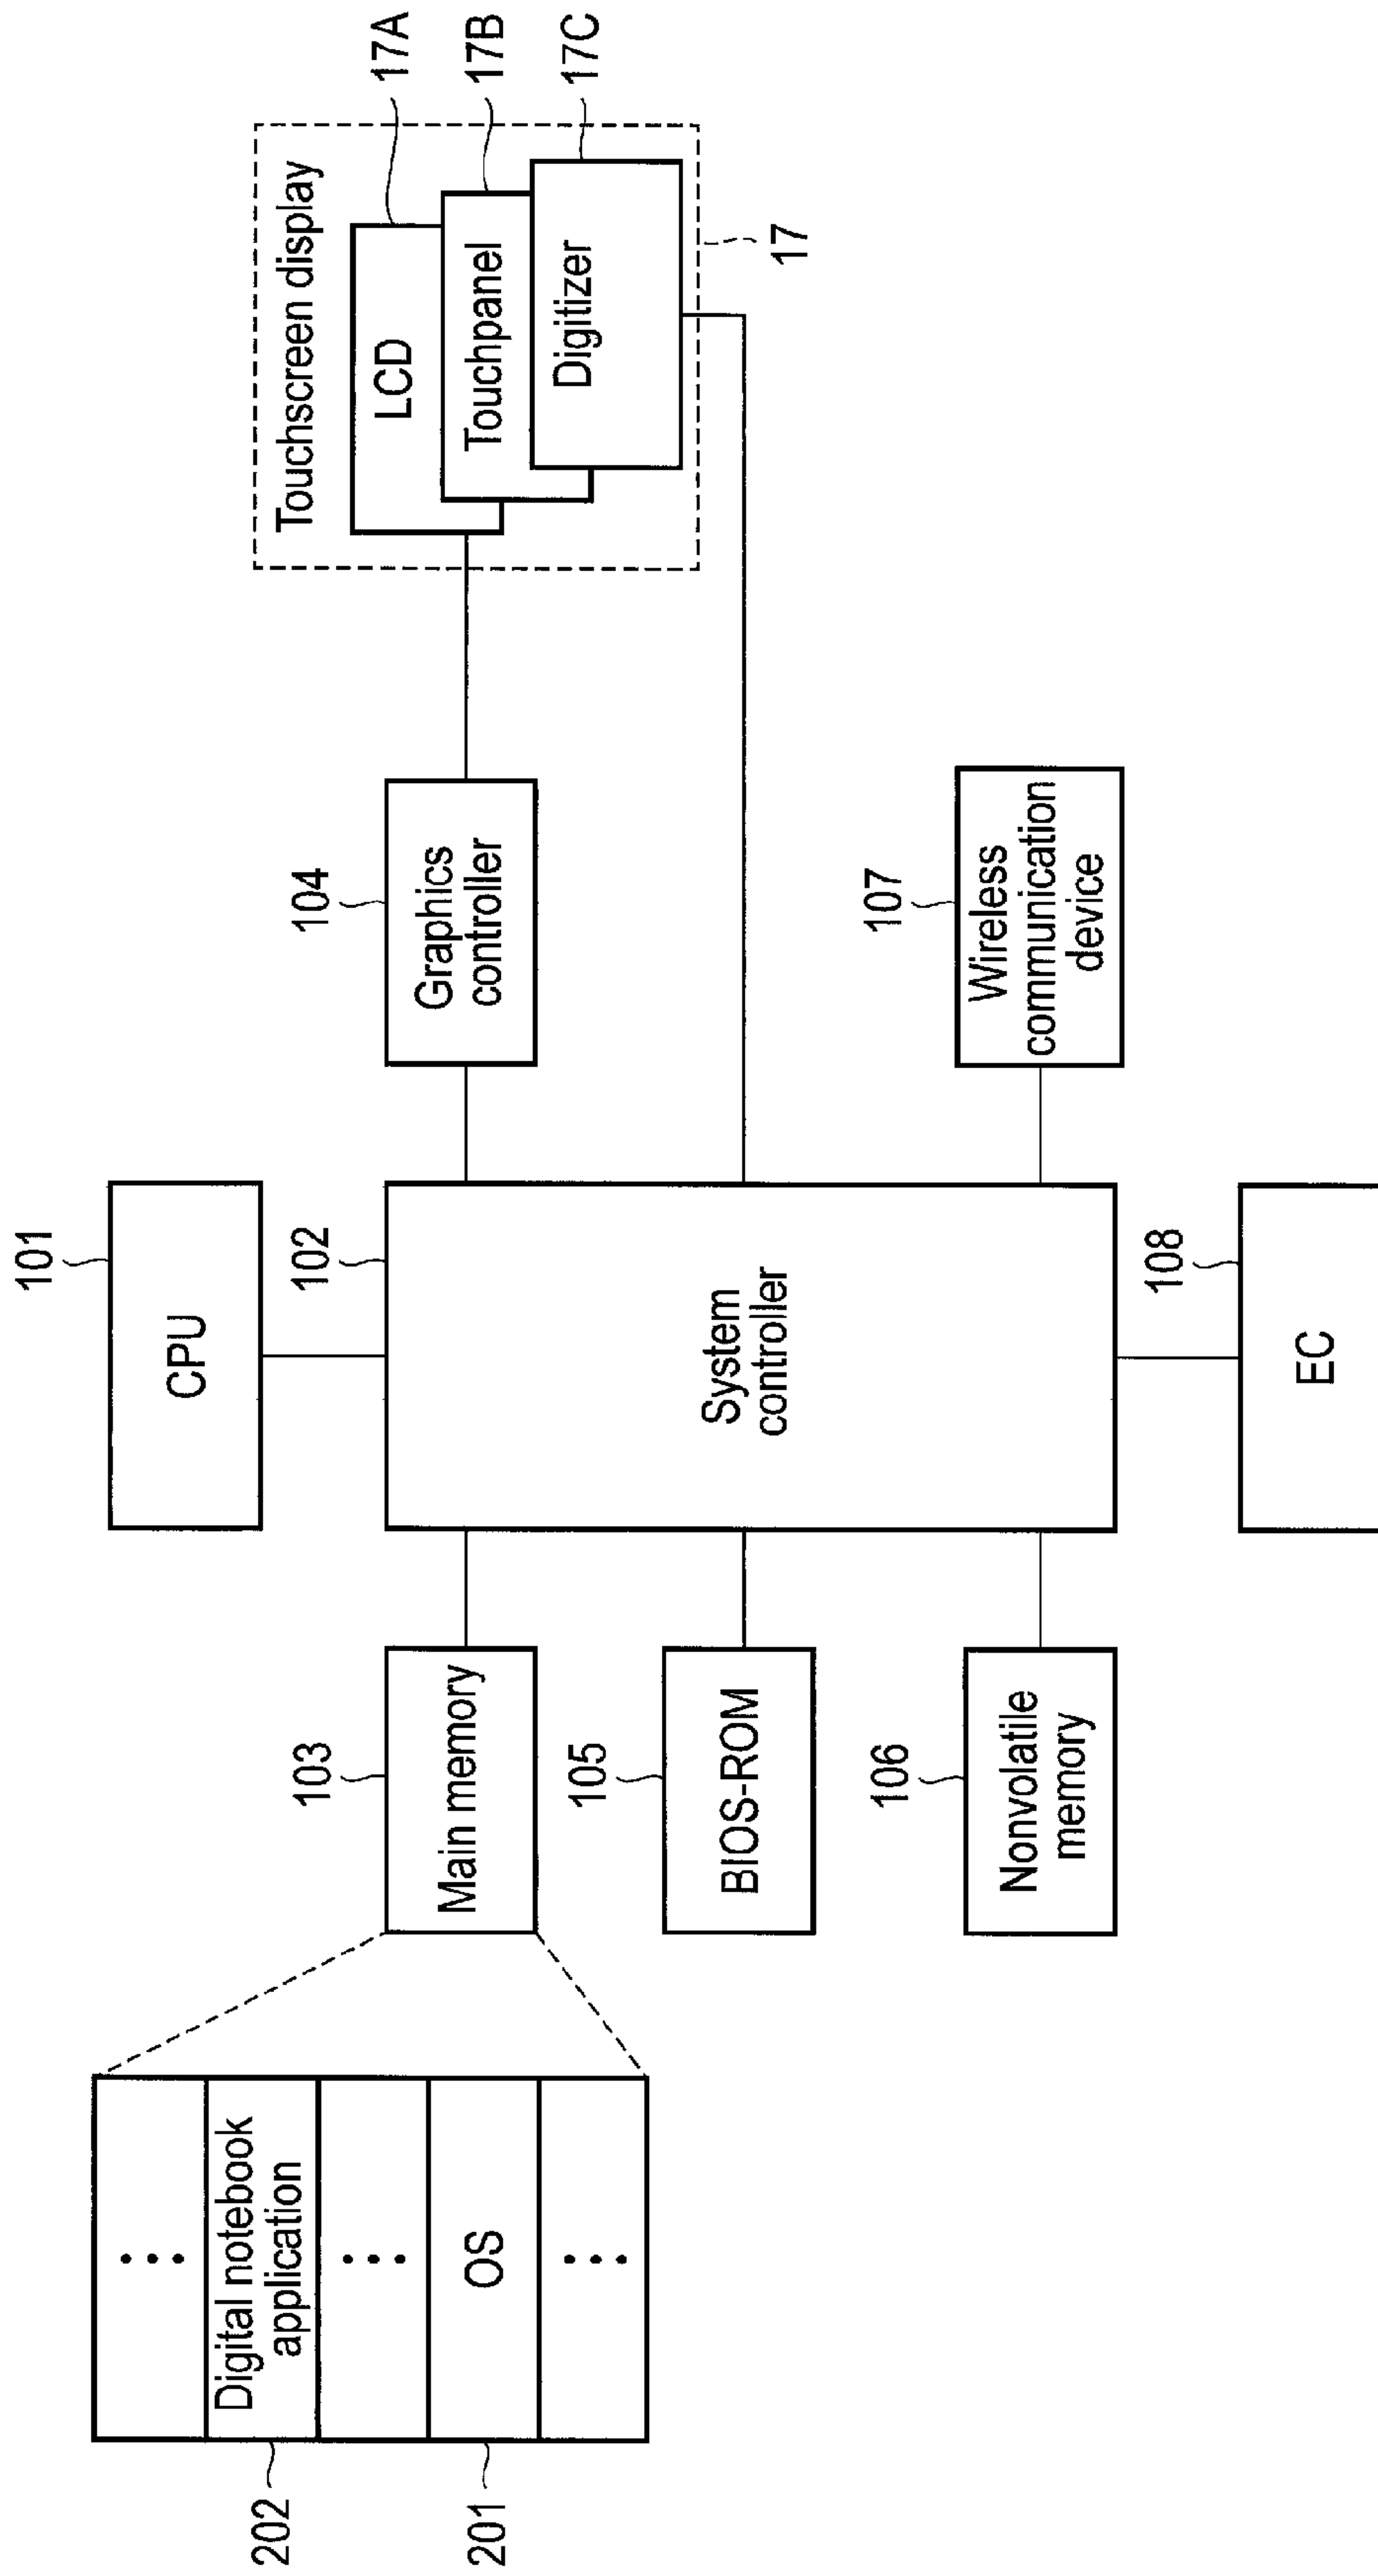 101
CPU
Touchscreen display
17A
LCD
17B
Touchpanel
17C
Digitizer
17
202
Digital notebook
application
201
OS
103
Main memory
102
System
controller
104
Graphics
controller
105
BIOS-ROM
106
Nonvolatile
memory
107
Wireless
communication
device
108
EC